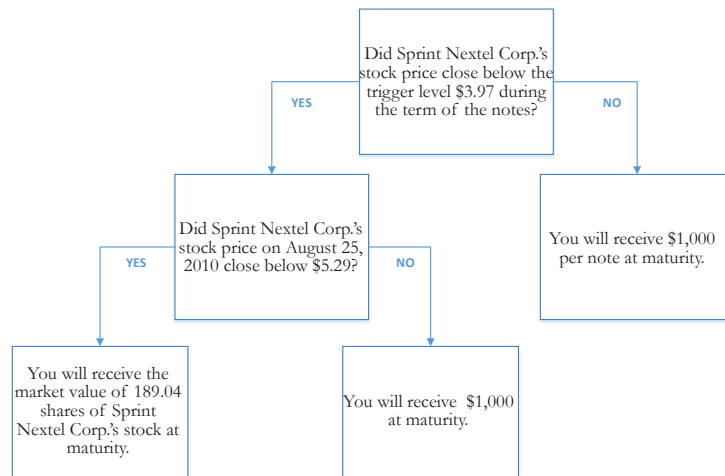 Did Sprint Nextel Corp.'s
stock price close below the
trigger level $3.97 during
the term of the notes?
YES
NO
Did Sprint Nextel Corp.'s
stock price on August 25,
2010 close below $5.29?
You will receive $1,000
per note at maturity.
YES
NO
You will receive the
market value of 189.04
shares of Sprint
Nextel Corp.'s stock at
maturity.
You will receive $1,000
at maturity.